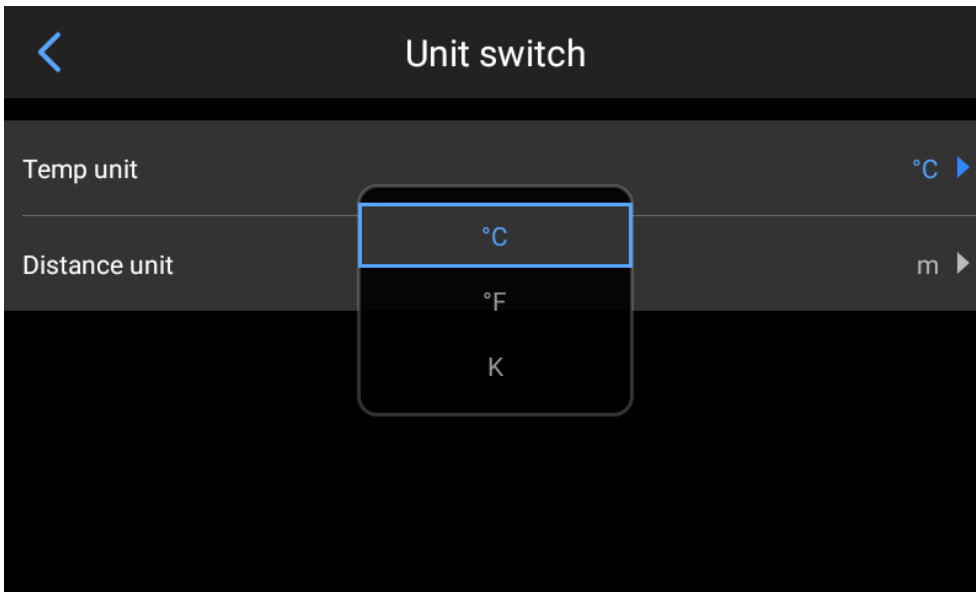 Unit switch
Temp unit °C
Distance unit m
°C
°F
K